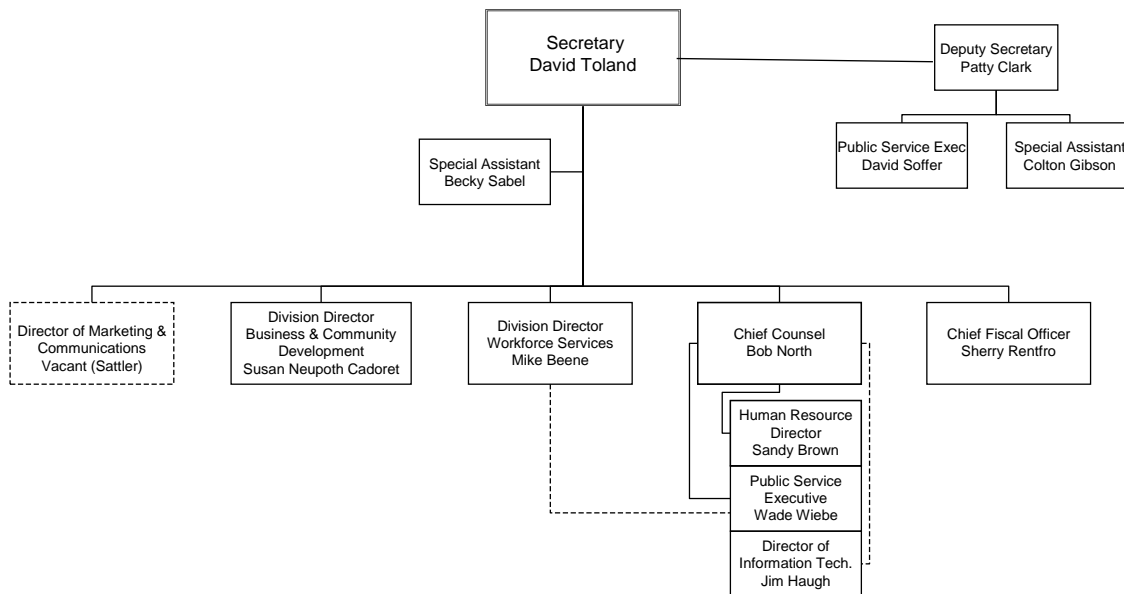 Secretary
David Toland
Deputy Secretary
Patty Clark
Public Service Exec
David Soffer
Special Assistant
Colton Gibson
Special Assistant
Becky Sabel
Director of Marketing &
Communications
Vacant (Sattler)
Division Director
Business & Community
Development
Susan Neupoth Cadoret
Division Director
Workforce Services
Mike Beene
Chief Counsel
Bob North
Chief Fiscal Officer
Sherry Rentfro
Human Resource
Director
Sandy Brown
Public Service
Executive
Wade Wiebe
Director of
Information Tech.
Jim Haugh